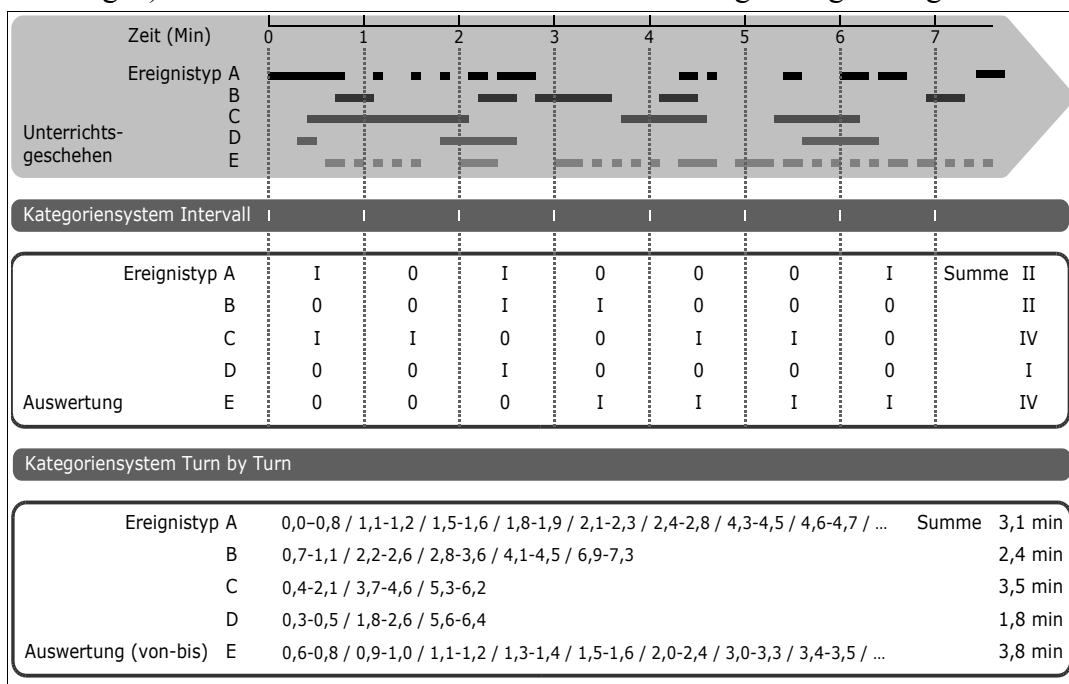 Zeit (Min) 0 1 2 3 4 5 6 7
Ereignistyp A
B
C
Unterrichts-
D
geschehen
E
Kategoriensystem Intervall
Ereignistyp A I 0 I 0 0 0 I Summe II
B 0 0 I I 0 0 0 II
C I I 0 0 I I 0 IV
D 0 0 I 0 0 0 0 I
Auswertung E 0 0 0 I I I I IV
Kategoriensystem Turn by Turn
Ereignistyp A 0,0–0,8 / 1,1-1,2 / 1,5-1,6 / 1,8-1,9 / 2,1-2,3 / 2,4-2,8 / 4,3-4,5 / 4,6-4,7 / ... Summe 3,1 min
B 0,7-1,1 / 2,2-2,6 / 2,8-3,6 / 4,1-4,5 / 6,9-7,3 2,4 min
C 0,4-2,1 / 3,7-4,6 / 5,3-6,2 3,5 min
D 0,3-0,5 / 1,8-2,6 / 5,6-6,4 1,8 min
Auswertung (von-bis) E 0,6-0,8 / 0,9-1,0 / 1,1-1,2 / 1,3-1,4 / 1,5-1,6 / 2,0-2,4 / 3,0-3,3 / 3,4-3,5 / ... 3,8 min